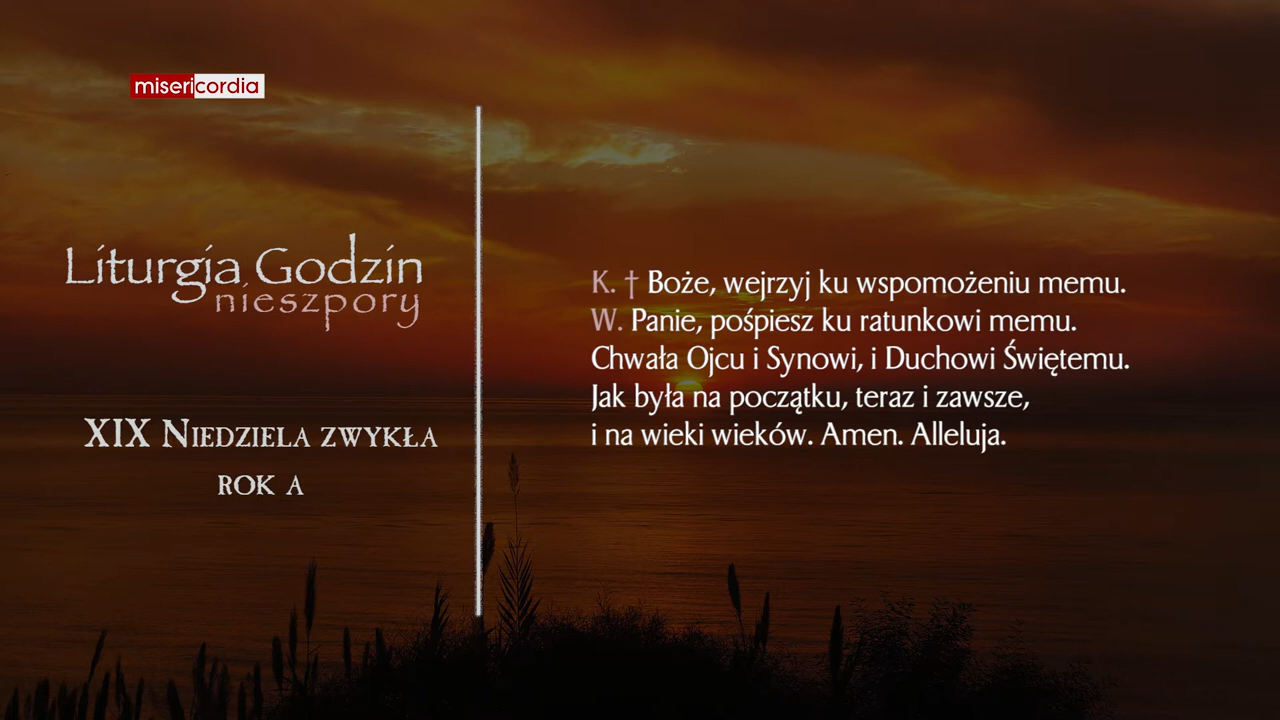 misericordia
Liturgia Godzin
nieszpory
XIX Niedziela zwykła
rok A
K. † Boże, wejrzyj ku wspomożeniu memu.
W. Panie, pośpiesz ku ratunkowi memu.
Chwała Ojcu i Synowi, i Duchowi Świętemu.
Jak była na początku, teraz i zawsze,
i na wieki wieków. Amen. Alleluja.